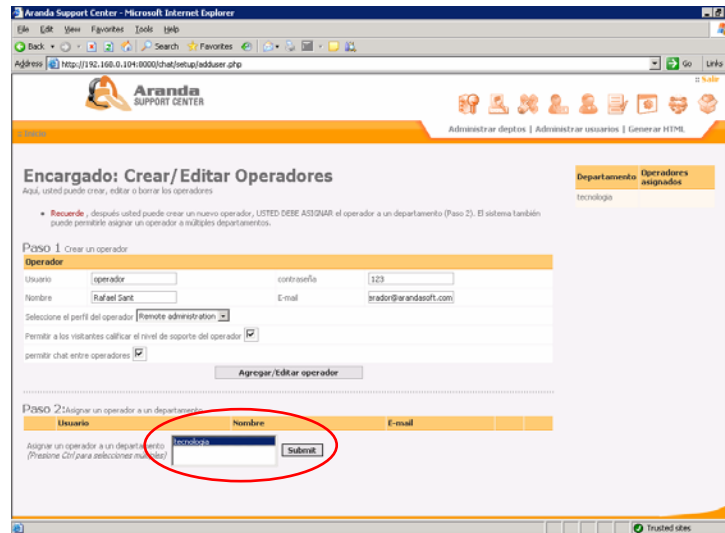 Aranda Support Center - Microsoft Internet Explorer
File Edit View Favorites Tools Help
Back Search Favorites
Address http://192.168.0.104:8000/chat/setup/adduser.php Go Links
Aranda
SUPPORT CENTER
:: Salir
Administrar deptos | Administrar usuarios | Generar HTML
:: Inicio
Encargado: Crear/Editar Operadores
Aquí, usted puede crear, editar o borrar los operadores
Recuerde , después usted puede crear un nuevo operador, USTED DEBE ASIGNAR el operador a un departamento (Paso 2). El sistema también
puede permitirle asignar un operador a múltiples departamentos.
Departamento Operadores asignados
tecnologia
Paso 1 Crear un operador
Operador
Usuario operador contraseña 123
Nombre Rafael Sant E-mail erador@arandasoft.com
Seleccione el perfil del operador Remote administration
Permitir a los visitantes calificar el nivel de soporte del operador
permitir chat entre operadores
Agregar/Editar operador
Paso 2:Asignar un operador a un departamento
Usuario Nombre E-mail
Asignar un operador a un departamento tecnologia Submit
(Presione Ctrl para selecciones múltiples)
Trusted sites